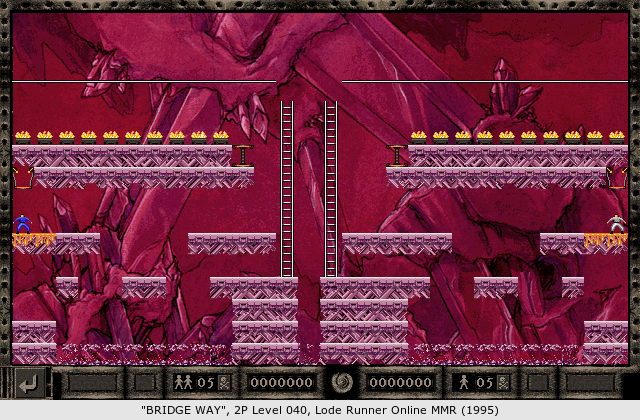 05 0000000 0000000 05
"BRIDGE WAY", 2P Level 040, Lode Runner Online MMR (1995)